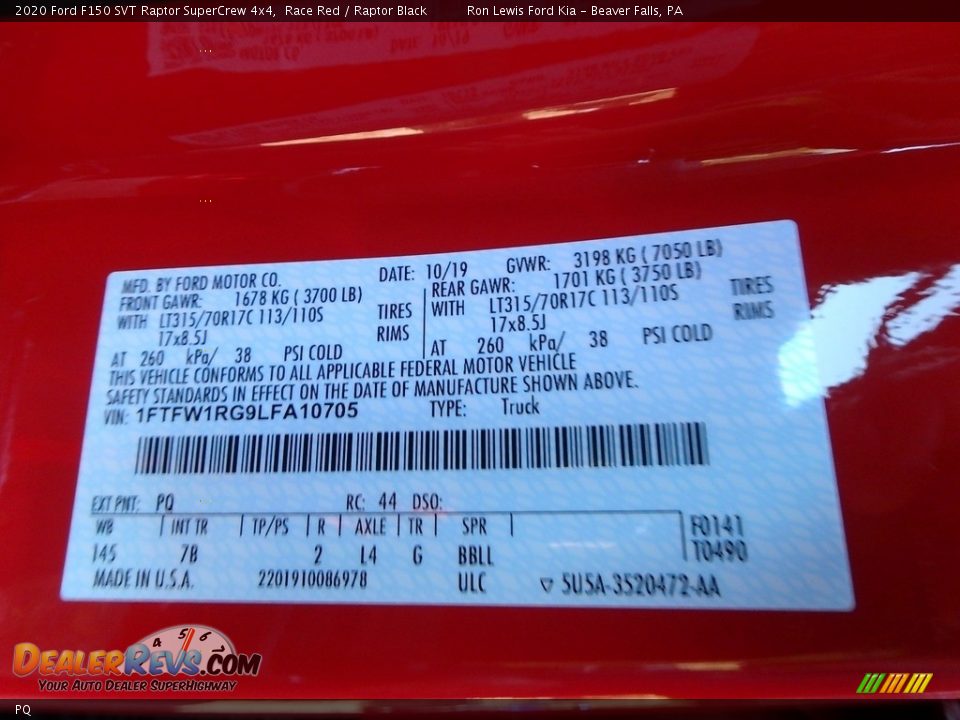 2020 Ford F150 SVT Raptor SuperCrew 4x4, Race Red / Raptor Black Ron Lewis Ford Kia - Beaver Falls, PA
MFD. BY FORD MOTOR CO. DATE: 10/19 GVWR: 3198 KG ( 7050 LB)
FRONT GAWR: 1678 KG ( 3700 LB) REAR GAWR: 1701 KG ( 3750 LB)
WITH LT315/70R17C 113/110S TIRES WITH LT315/70R17C 113/110S TIRES
17x8.5J RIMS 17x8.5J RIMS
AT 260 kPa/ 38 PSI COLD AT 260 kPa/ 38 PSI COLD
THIS VEHICLE CONFORMS TO ALL APPLICABLE FEDERAL MOTOR VEHICLE
SAFETY STANDARDS IN EFFECT ON THE DATE OF MANUFACTURE SHOWN ABOVE.
VIN: 1FTFW1RG9LFA10705 TYPE: Truck
EXT PNT: PQ RC: 44 DSO:
WB INT TR TP/PS R AXLE TR SPR F0141
145 7B 2 L4 G BBLL T0490
MADE IN U.S.A. 2201910086978 ULC 5U5A-3520472-AA
4 5 6
DEALERREVS.COM
YOUR AUTO DEALER SUPERHIGHWAY
PQ